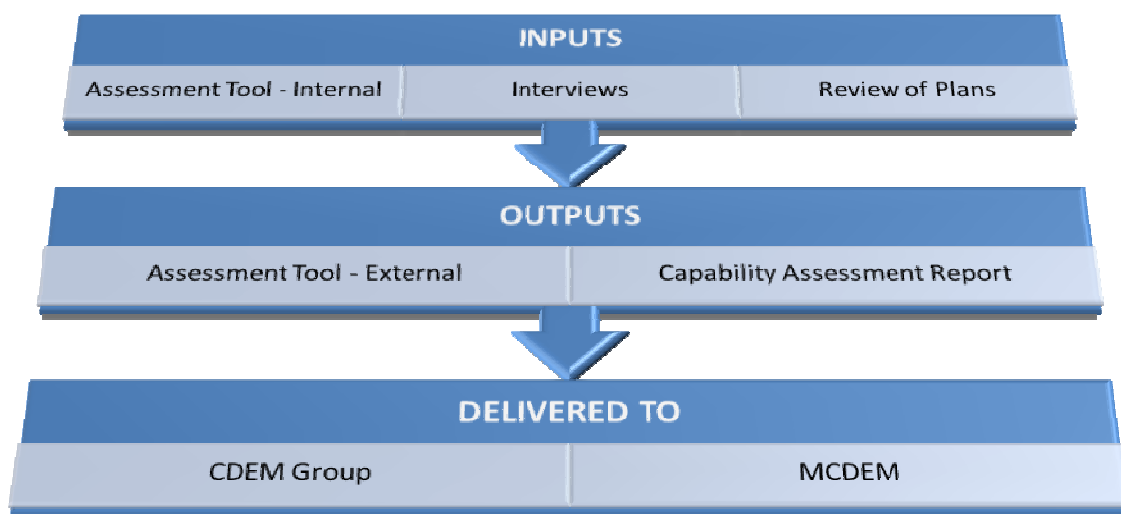 INPUTS
Assessment Tool - Internal
Interviews
Review of Plans
OUTPUTS
Assessment Tool - External
Capability Assessment Report
DELIVERED TO
CDEM Group
MCDEM